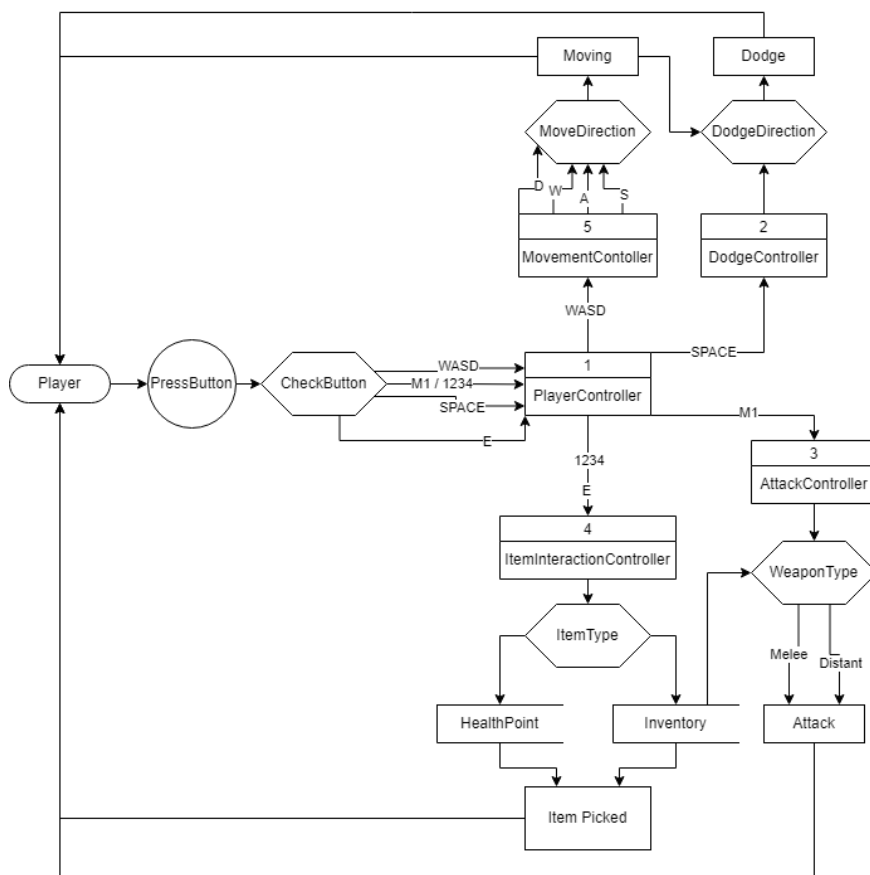 Moving
Dodge
MoveDirection
DodgeDirection
D
W
A
S
5
MovementContoller
2
DodgeController
WASD
SPACE
Player
PressButton
CheckButton
WASD
M1 / 1234
SPACE
E
1
PlayerController
M1
1234
E
3
AttackController
4
ItemInteractionController
WeaponType
ItemType
Melee
Distant
HealthPoint
Inventory
Attack
Item Picked